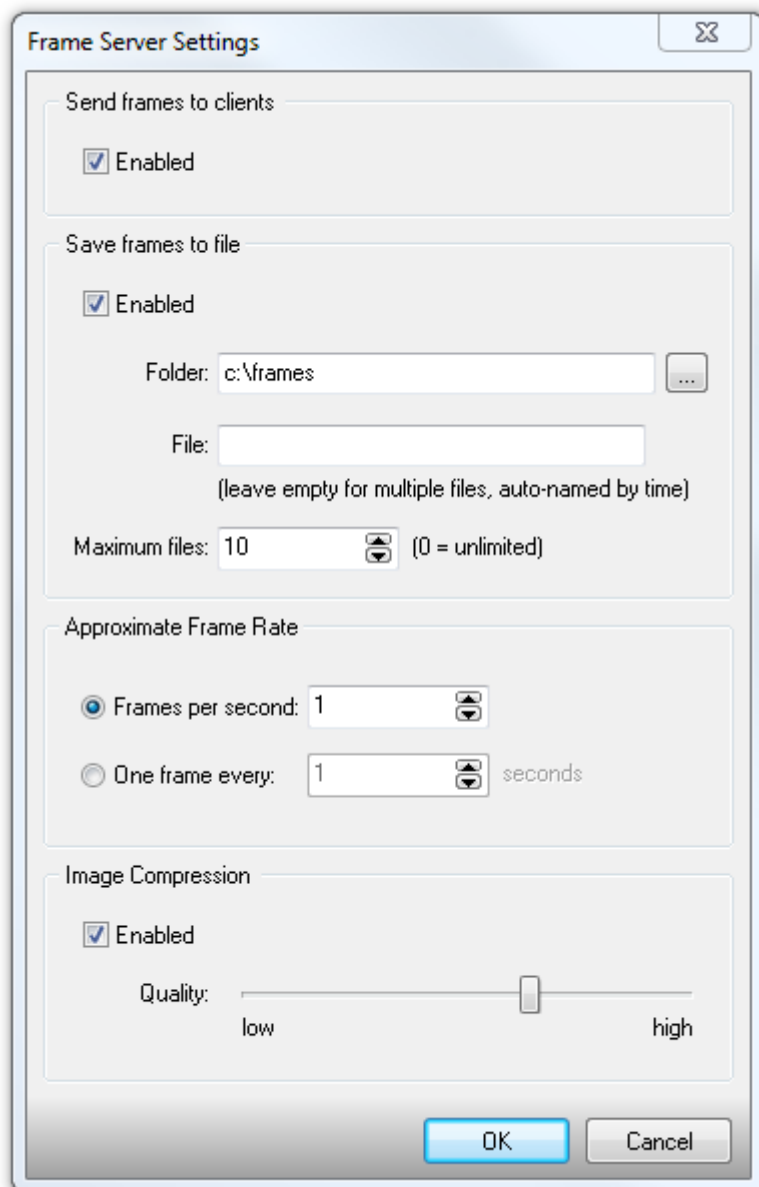 Frame Server Settings
Send frames to clients
Enabled
Save frames to file
Enabled
Folder: c:\frames ...
File:
(leave empty for multiple files, auto-named by time)
Maximum files: 10 (0 = unlimited)
Approximate Frame Rate
Frames per second: 1
One frame every: 1 seconds
Image Compression
Enabled
Quality:
low high
OK Cancel